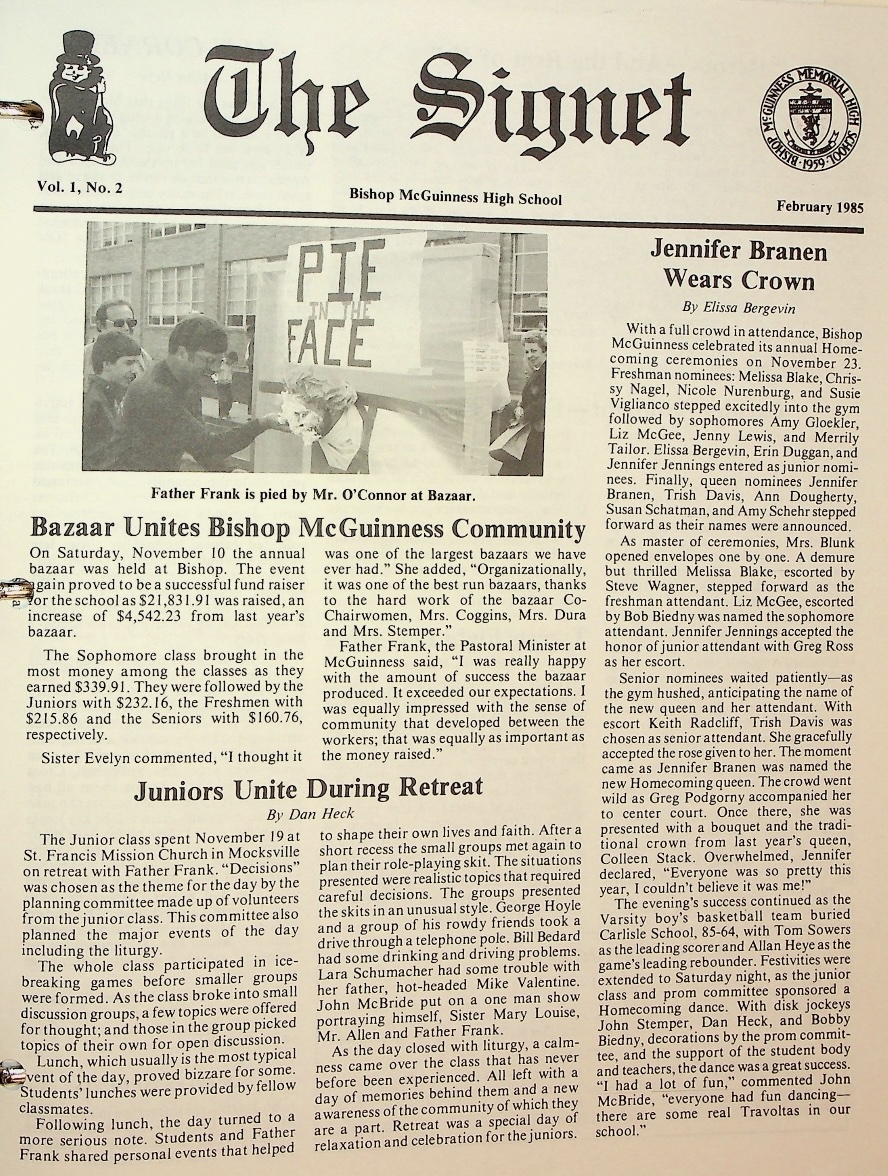 The Signet
BISHOP McGUINNESS MEMORIAL HIGH SCHOOL · 1959 ·
Vol. 1, No. 2
Bishop McGuinness High School
February 1985
PIE
IN THE
FACE
Father Frank is pied by Mr. O'Connor at Bazaar.
Bazaar Unites Bishop McGuinness Community
On Saturday, November 10 the annual
bazaar was held at Bishop. The event
again proved to be a successful fund raiser
for the school as $21,831.91 was raised, an
increase of $4,542.23 from last year's
bazaar.
The Sophomore class brought in the
most money among the classes as they
earned $339.91. They were followed by the
Juniors with $232.16, the Freshmen with
$215.86 and the Seniors with $160.76,
respectively.
Sister Evelyn commented, "I thought it
was one of the largest bazaars we have
ever had." She added, "Organizationally,
it was one of the best run bazaars, thanks
to the hard work of the bazaar Co-
Chairwomen, Mrs. Coggins, Mrs. Dura
and Mrs. Stemper."
Father Frank, the Pastoral Minister at
McGuinness said, "I was really happy
with the amount of success the bazaar
produced. It exceeded our expectations. I
was equally impressed with the sense of
community that developed between the
workers; that was equally as important as
the money raised."
Juniors Unite During Retreat
By Dan Heck
The Junior class spent November 19 at
St. Francis Mission Church in Mocksville
on retreat with Father Frank. "Decisions"
was chosen as the theme for the day by the
planning committee made up of volunteers
from the junior class. This committee also
planned the major events of the day
including the liturgy.
The whole class participated in ice-
breaking games before smaller groups
were formed. As the class broke into small
discussion groups, a few topics were offered
for thought; and those in the group picked
topics of their own for open discussion.
Lunch, which usually is the most typical
event of the day, proved bizzare for some.
Students' lunches were provided by fellow
classmates.
Following lunch, the day turned to a
more serious note. Students and Father
Frank shared personal events that helped
to shape their own lives and faith. After a
short recess the small groups met again to
plan their role-playing skit. The situations
presented were realistic topics that required
careful decisions. The groups presented
the skits in an unusual style. George Hoyle
and a group of his rowdy friends took a
drive through a telephone pole. Bill Bedard
had some drinking and driving problems.
Lara Schumacher had some trouble with
her father, hot-headed Mike Valentine.
John McBride put on a one man show
portraying himself, Sister Mary Louise,
Mr. Allen and Father Frank.
As the day closed with liturgy, a calm-
ness came over the class that has never
before been experienced. All left with a
day of memories behind them and a new
awareness of the community of which they
are a part. Retreat was a special day of
relaxation and celebration for the juniors.
Jennifer Branen
Wears Crown
By Elissa Bergevin
With a full crowd in attendance, Bishop
McGuinness celebrated its annual Home-
coming ceremonies on November 23.
Freshman nominees: Melissa Blake, Chris-
sy Nagel, Nicole Nurenburg, and Susie
Viglianco stepped excitedly into the gym
followed by sophomores Amy Gloekler,
Liz McGee, Jenny Lewis, and Merrily
Tailor. Elissa Bergevin, Erin Duggan, and
Jennifer Jennings entered as junior nomi-
nees. Finally, queen nominees Jennifer
Branen, Trish Davis, Ann Dougherty,
Susan Schatman, and Amy Schehr stepped
forward as their names were announced.
As master of ceremonies, Mrs. Blunk
opened envelopes one by one. A demure
but thrilled Melissa Blake, escorted by
Steve Wagner, stepped forward as the
freshman attendant. Liz McGee, escorted
by Bob Biedny was named the sophomore
attendant. Jennifer Jennings accepted the
honor of junior attendant with Greg Ross
as her escort.
Senior nominees waited patiently—as
the gym hushed, anticipating the name of
the new queen and her attendant. With
escort Keith Radcliff, Trish Davis was
chosen as senior attendant. She gracefully
accepted the rose given to her. The moment
came as Jennifer Branen was named the
new Homecoming queen. The crowd went
wild as Greg Podgorny accompanied her
to center court. Once there, she was
presented with a bouquet and the tradi-
tional crown from last year's queen,
Colleen Stack. Overwhelmed, Jennifer
declared, "Everyone was so pretty this
year, I couldn't believe it was me!"
The evening's success continued as the
Varsity boy's basketball team buried
Carlisle School, 85-64, with Tom Sowers
as the leading scorer and Allan Heye as the
game's leading rebounder. Festivities were
extended to Saturday night, as the junior
class and prom committee sponsored a
Homecoming dance. With disk jockeys
John Stemper, Dan Heck, and Bobby
Biedny, decorations by the prom commit-
tee, and the support of the student body
and teachers, the dance was a great success.
"I had a lot of fun," commented John
McBride, "everyone had fun dancing—
there are some real Travoltas in our
school."